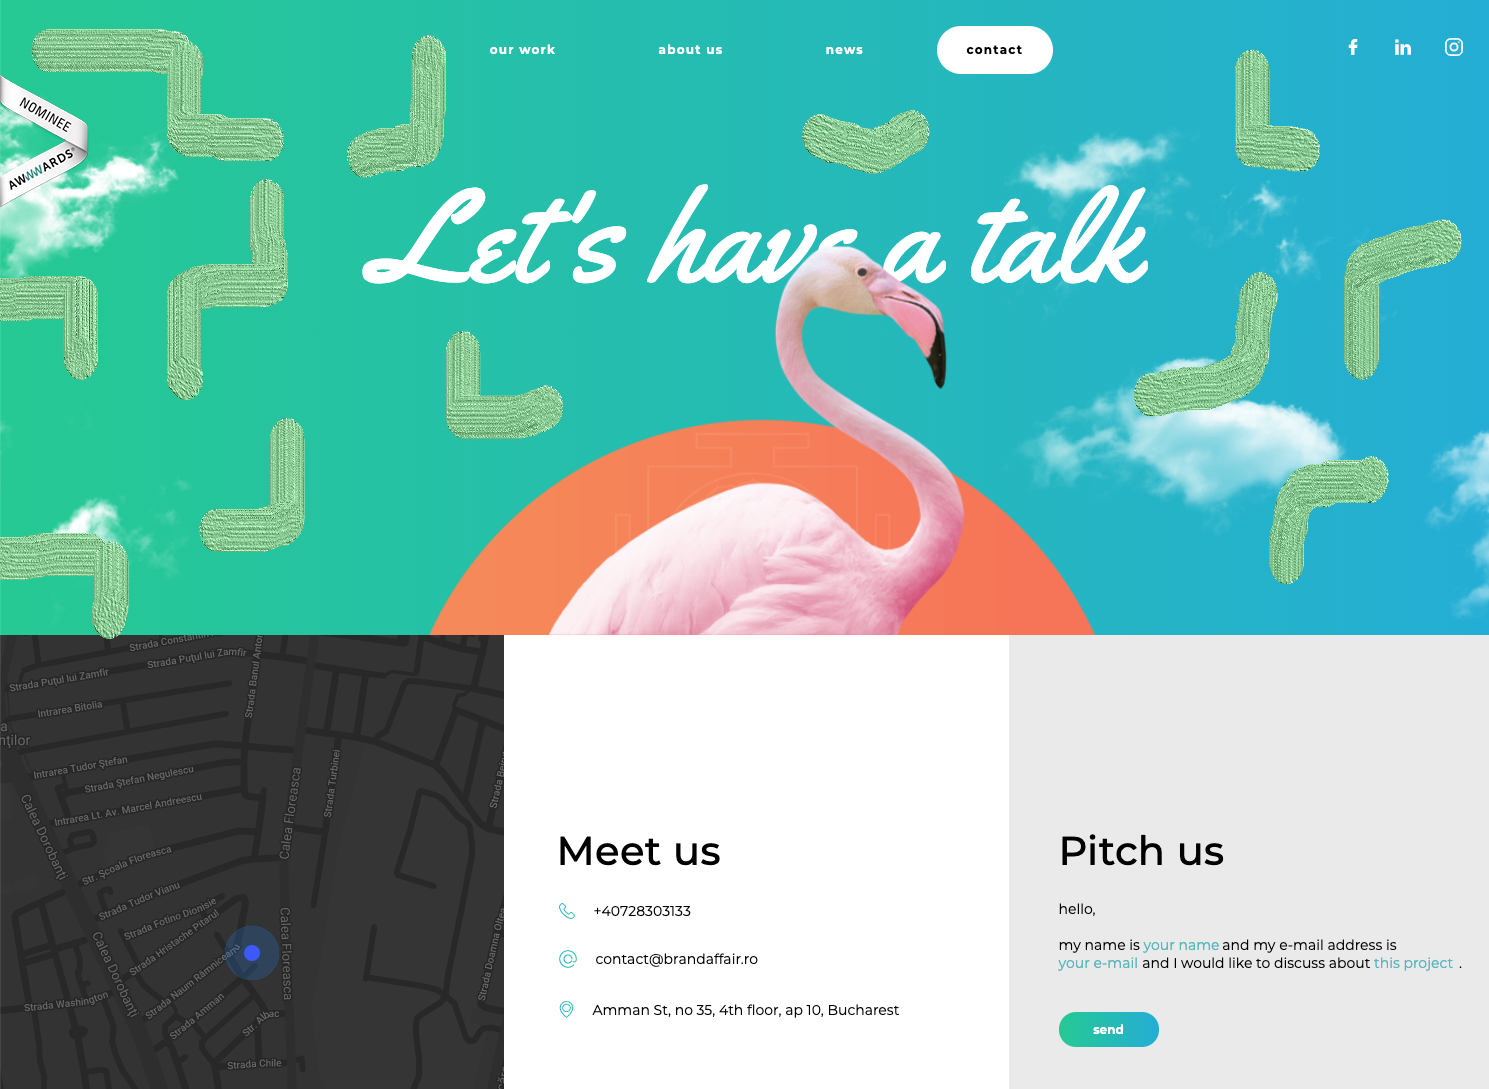 our work
about us
news
contact
NOMINEE
AWWWARDS
Let's have a talk
Strada Constantin
Strada Puțul lui Zamfir
Strada Puțul lui Zamfir
Strada Banul Anton
Intrarea Bitolia
Intrarea Tudor Ștefan
Strada Ștefan Negulescu
Intrarea Lt. Av. Marcel Andreescu
Strada Turbinei
Calea Floreasca
Calea Dorobanți
Str. Școala Floreasca
Strada Tudor Vianu
Strada Fotino Dionisie
Strada Hristache Pitarul
Strada Naum Râmniceanu
Calea Dorobanți
Calea Floreasca
Strada Doamna Oltea
Strada Washington
Strada Amman
Str. Albac
Strada Chile
Meet us
+40728303133
contact@brandaffair.ro
Amman St, no 35, 4th floor, ap 10, Bucharest
Pitch us
hello,
my name is your name and my e-mail address is
your e-mail and I would like to discuss about this project .
send